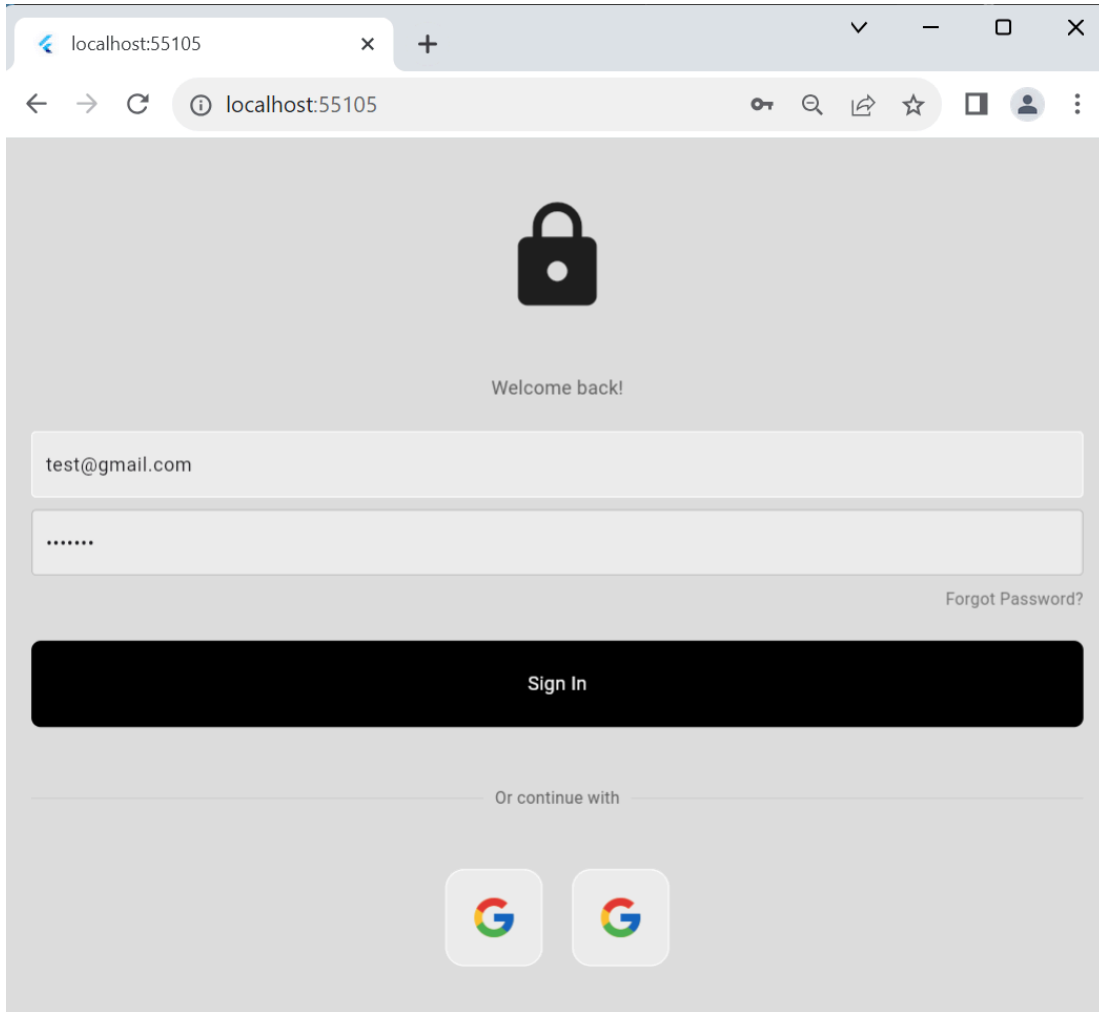 localhost:55105
localhost:55105
Welcome back!
test@gmail.com
•••••••
Forgot Password?
Sign In
Or continue with
G G